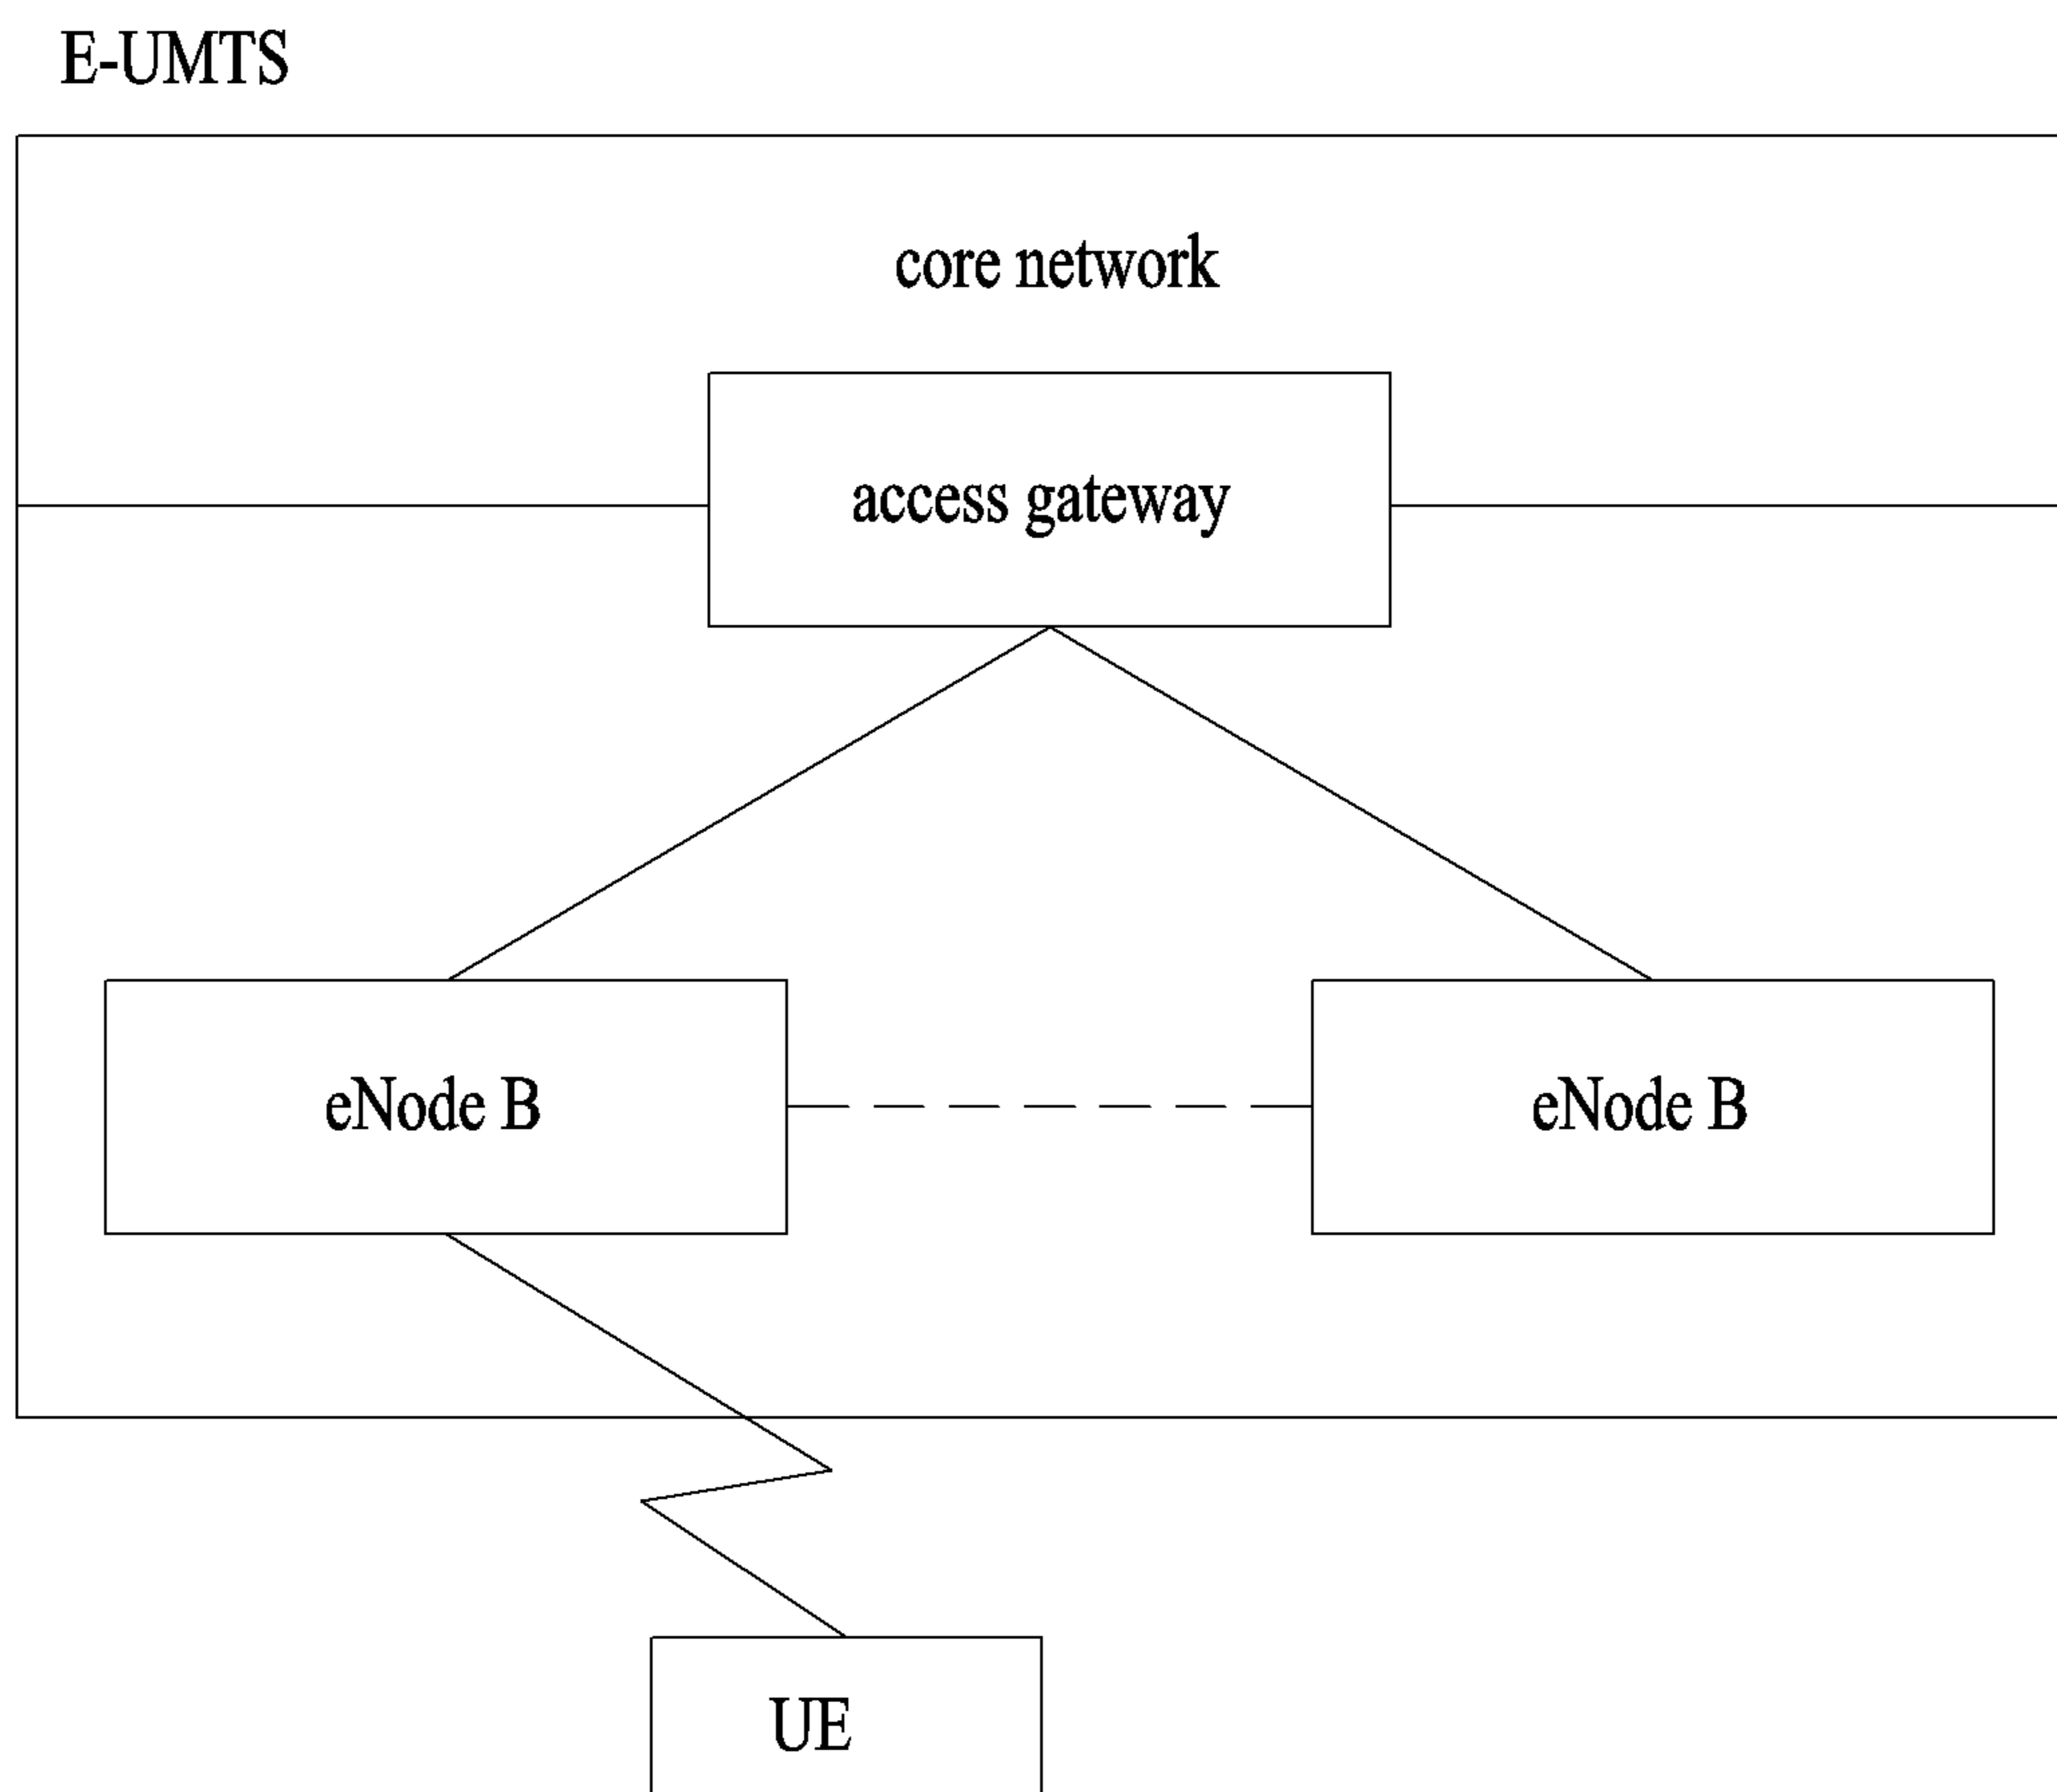 E-UMTS
core network
access gateway
eNode B
eNode B
UE